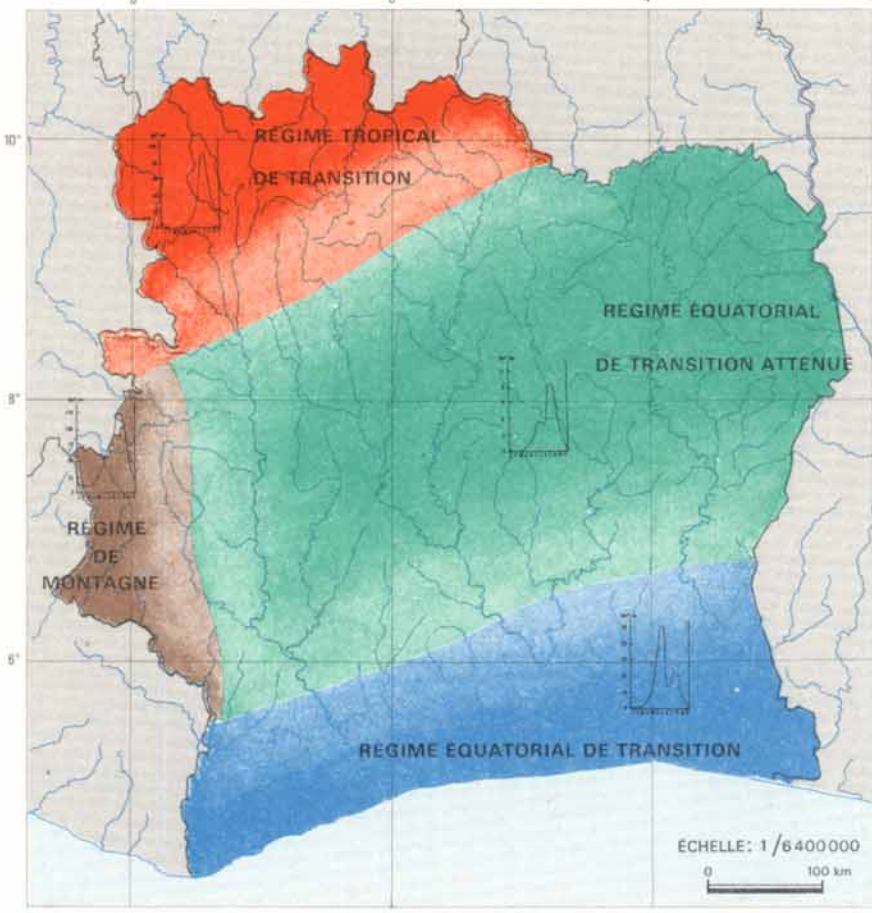 10°
RÉGIME TROPICAL
DE TRANSITION
RÉGIME ÉQUATORIAL
DE TRANSITION ATTÉNUÉ
8°
RÉGIME
DE
MONTAGNE
6°
RÉGIME ÉQUATORIAL DE TRANSITION
ÉCHELLE: 1/6400000
0 100 km